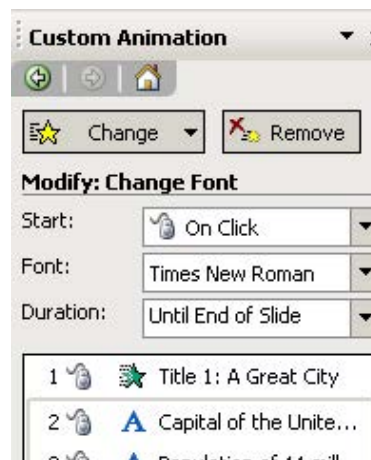 Custom Animation
Change Remove
Modify: Change Font
Start: On Click
Font: Times New Roman
Duration: Until End of Slide
1 Title 1: A Great City
2 Capital of the Unite...